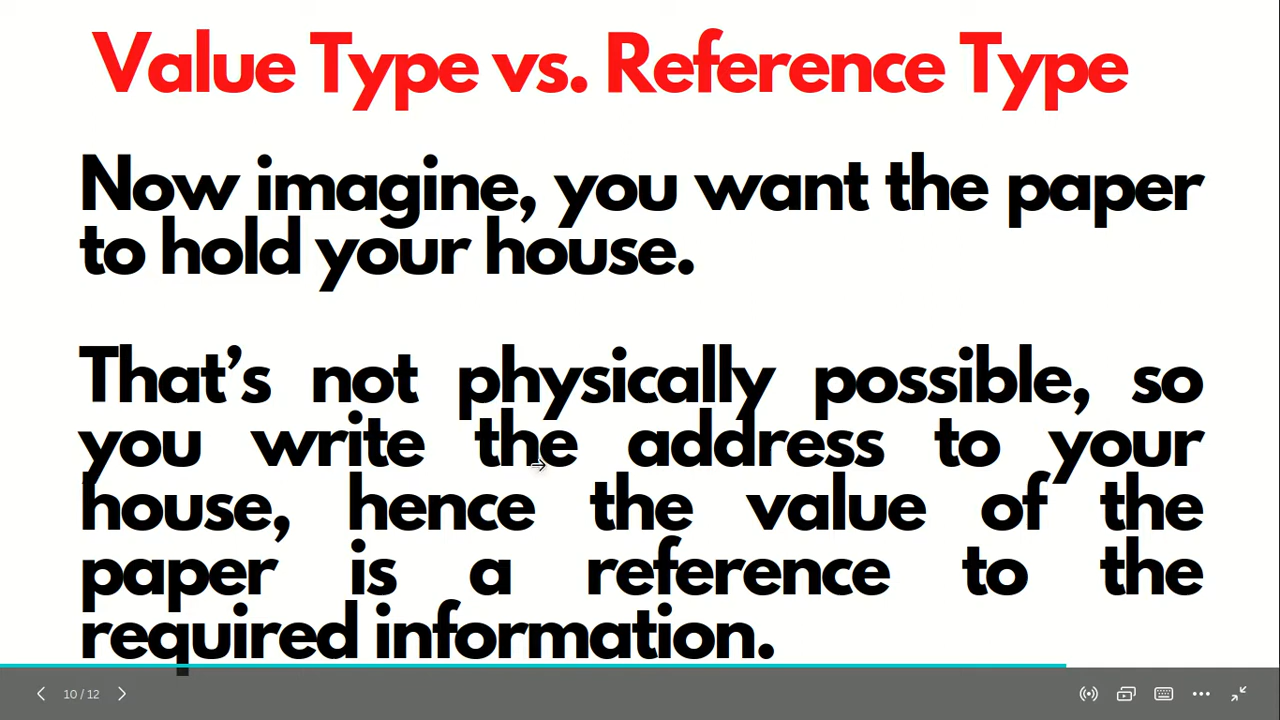 Value Type vs. Reference Type
Now imagine, you want the paper
to hold your house.
That's not physically possible, so
you write the address to your
house, hence the value of the
paper is a reference to the
required information.
10 / 12